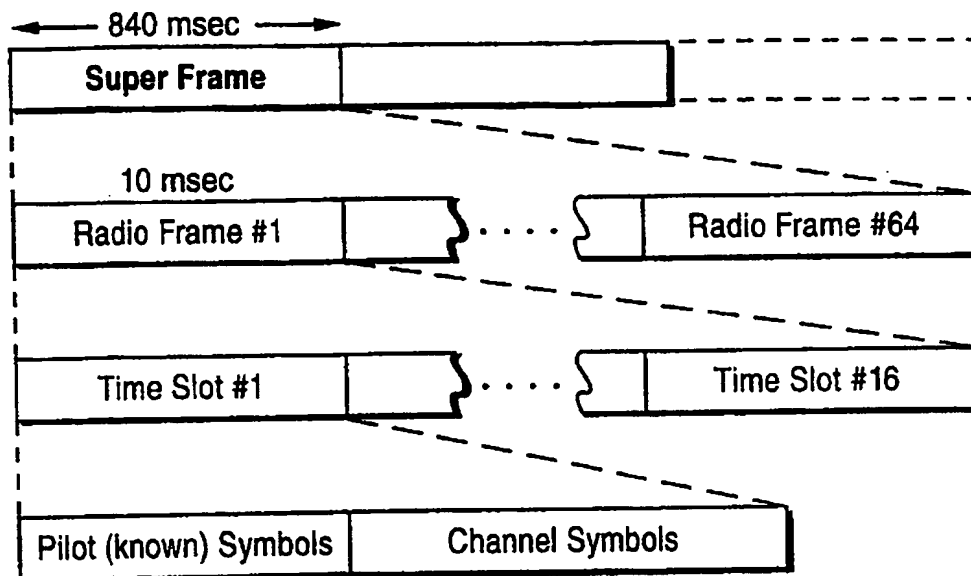 840 msec
Super Frame
10 msec
Radio Frame #1 . . . . . Radio Frame #64
Time Slot #1 . . . . . Time Slot #16
Pilot (known) Symbols Channel Symbols